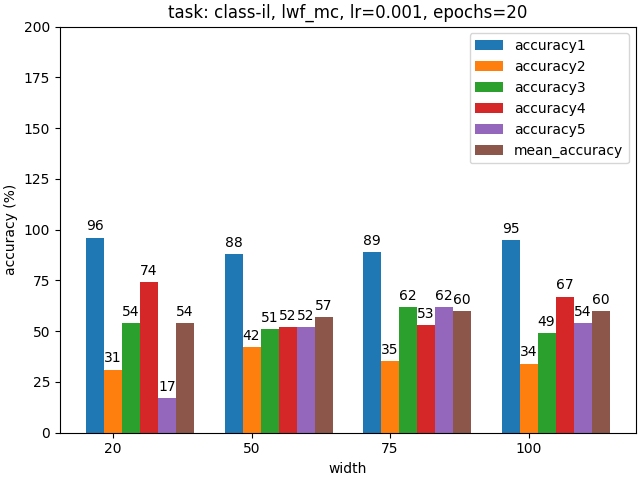 task: class-il, lwf_mc, lr=0.001, epochs=20
accuracy (%)
200
175
150
125
100
75
50
25
0
accuracy1
accuracy2
accuracy3
accuracy4
accuracy5
mean_accuracy
96 31 54 74 17 54
88 42 51 52 52 57
89 35 62 53 62 60
95 34 49 67 54 60
20 50 75 100
width